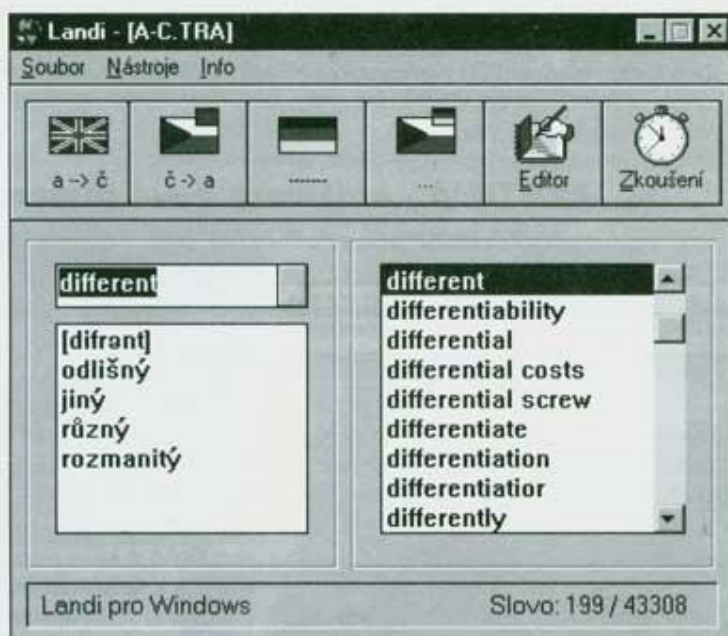 Landi - [A-C.TRA]
Soubor Nástroje Info
a --> č
č -> a
-------
...
Editor
Zkoušení
different
[difrənt]
odlišný
jiný
různý
rozmanitý
different
differentiability
differential
differential costs
differential screw
differentiate
differentiation
differentiatior
differently
Landi pro Windows
Slovo: 199 / 43308